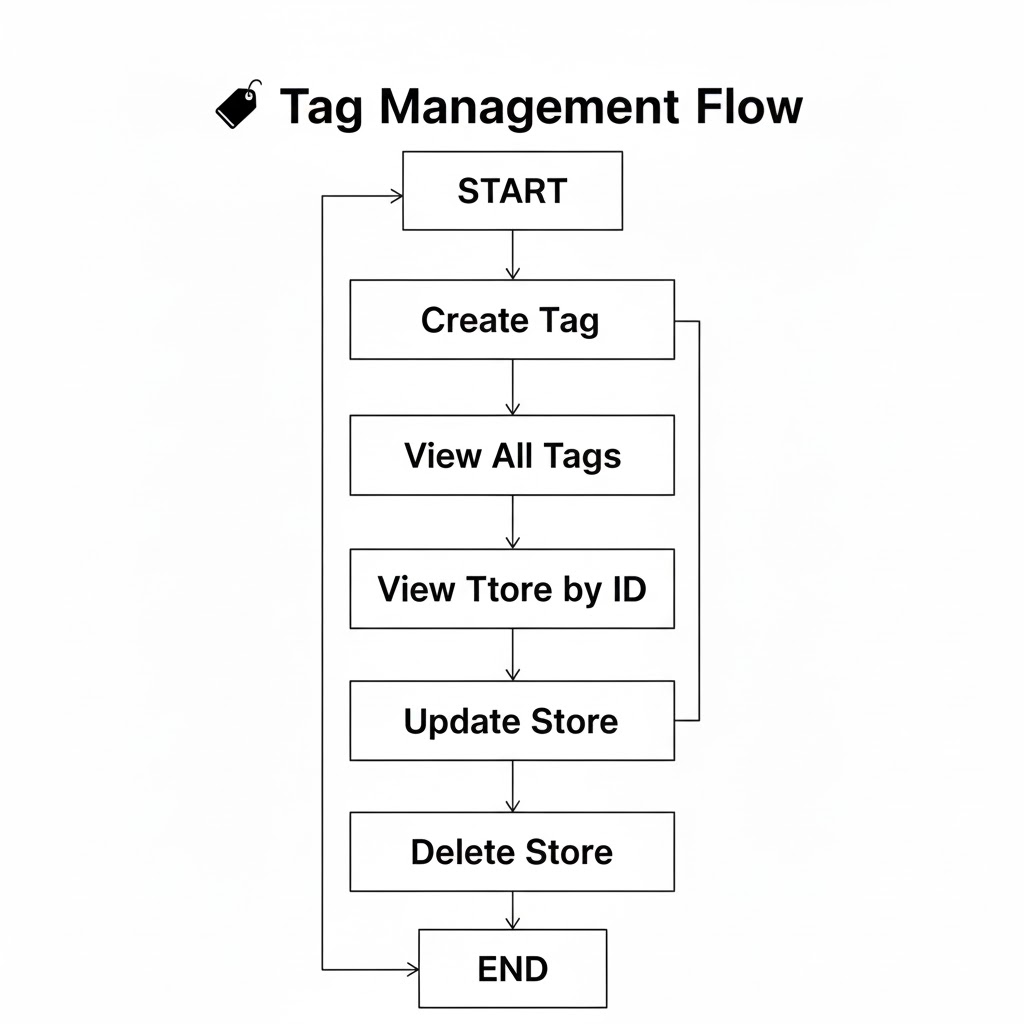 Tag Management Flow
START
Create Tag
View All Tags
View Ttore by ID
Update Store
Delete Store
END